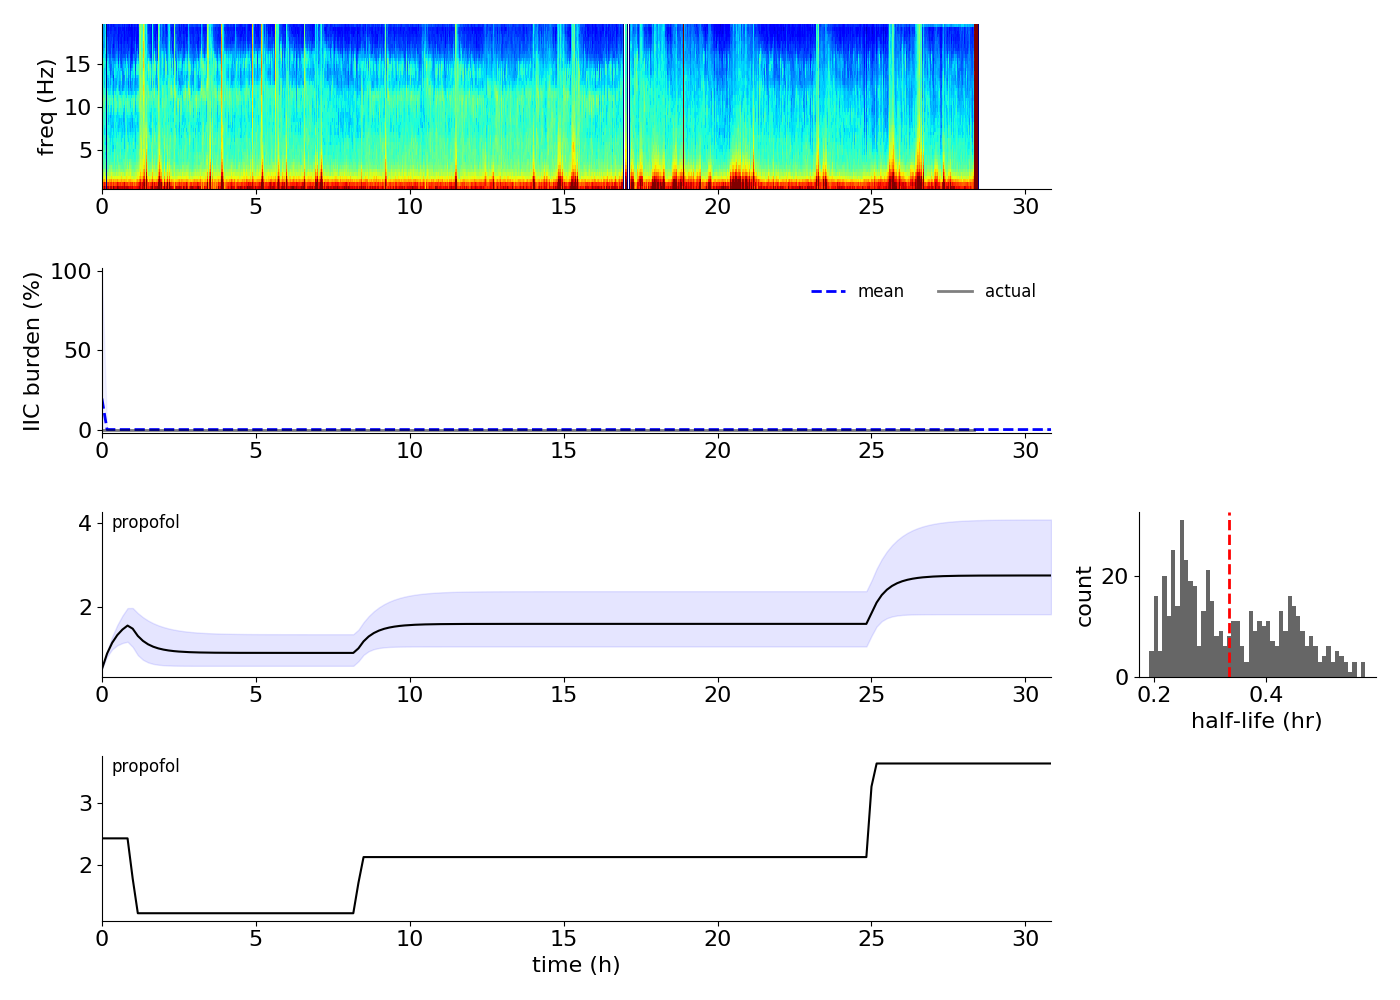 freq (Hz)
15
10
5
0 5 10 15 20 25 30
IIC burden (%)
100
50
0
mean actual
0 5 10 15 20 25 30
propofol
4
2
0 5 10 15 20 25 30
count
20
0
0.2 0.4
half-life (hr)
propofol
3
2
0 5 10 15 20 25 30
time (h)